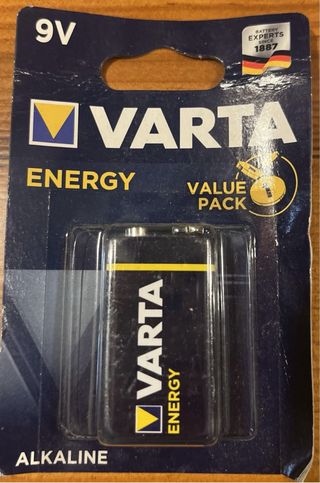 9V
BATTERY
EXPERTS
SINCE
1887
VARTA
ENERGY
VALUE
PACK
VARTA
ENERGY
ALKALINE